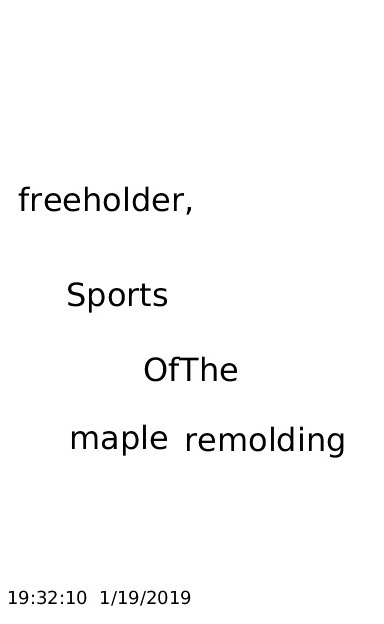 freeholder,
Sports
OfThe
maple remolding
19:32:10 1/19/2019